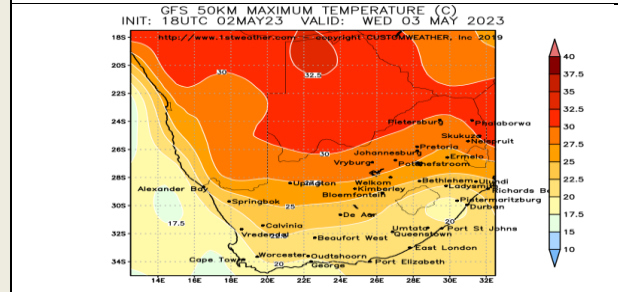 GFS 50KM MAXIMUM TEMPERATURE (C)
INIT: 18UTC 02MAY23 VALID: WED 03 MAY 2023
http://www.1stweather.com copyright CUSTOMWEATHER, Inc 2019
18S
20S
22S
24S
26S
28S
30S
32S
34S
14E 16E 18E 20E 22E 24E 26E 28E 30E 32E
40
37.5
35
32.5
30
27.5
25
22.5
20
17.5
15
10
30
32.5
30
25
17.5
20
20
Pietersburg
Phalaborwa
Skukuza
Nelspruit
Johannesburg
Pretoria
Vryburg
Potchefstroom
Ermelo
Upington
Welkom
Bethlehem
Ulundi
Alexander Bay
Kimberley
Ladysmith
Richards Ba
Springbok
Bloemfontein
Pietermaritzburg
De Aar
Durban
Calvinia
Vredendal
Beaufort West
Umtata
Port St Johns
Queenstown
East London
Cape Town
Worcester
Oudtshoorn
George
Port Elizabeth